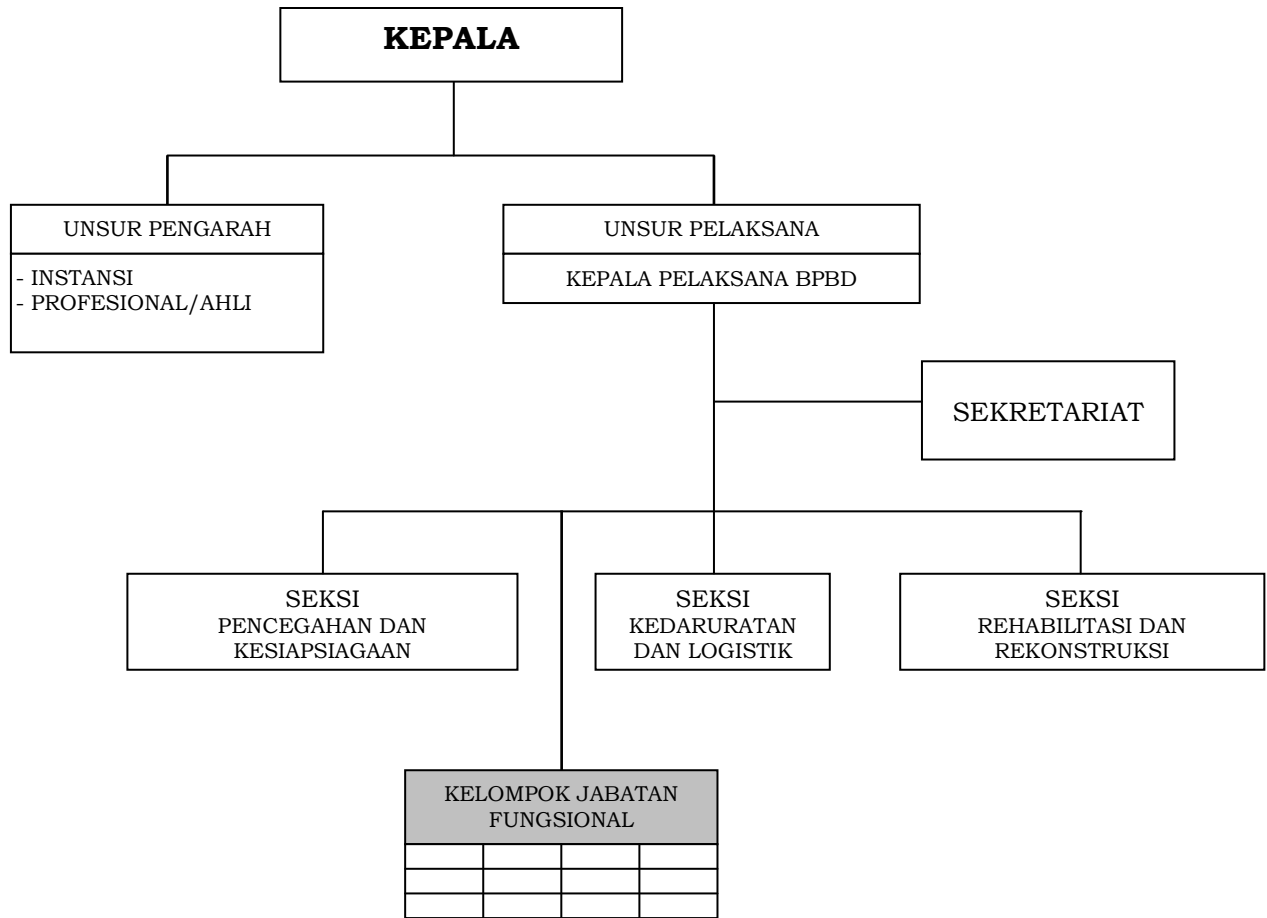 KEPALA
UNSUR PENGARAH
- INSTANSI
- PROFESIONAL/AHLI
UNSUR PELAKSANA
KEPALA PELAKSANA BPBD
SEKRETARIAT
SEKSI
PENCEGAHAN DAN
KESIAPSIAGAAN
SEKSI
KEDARURATAN
DAN LOGISTIK
SEKSI
REHABILITASI DAN
REKONSTRUKSI
KELOMPOK JABATAN
FUNGSIONAL